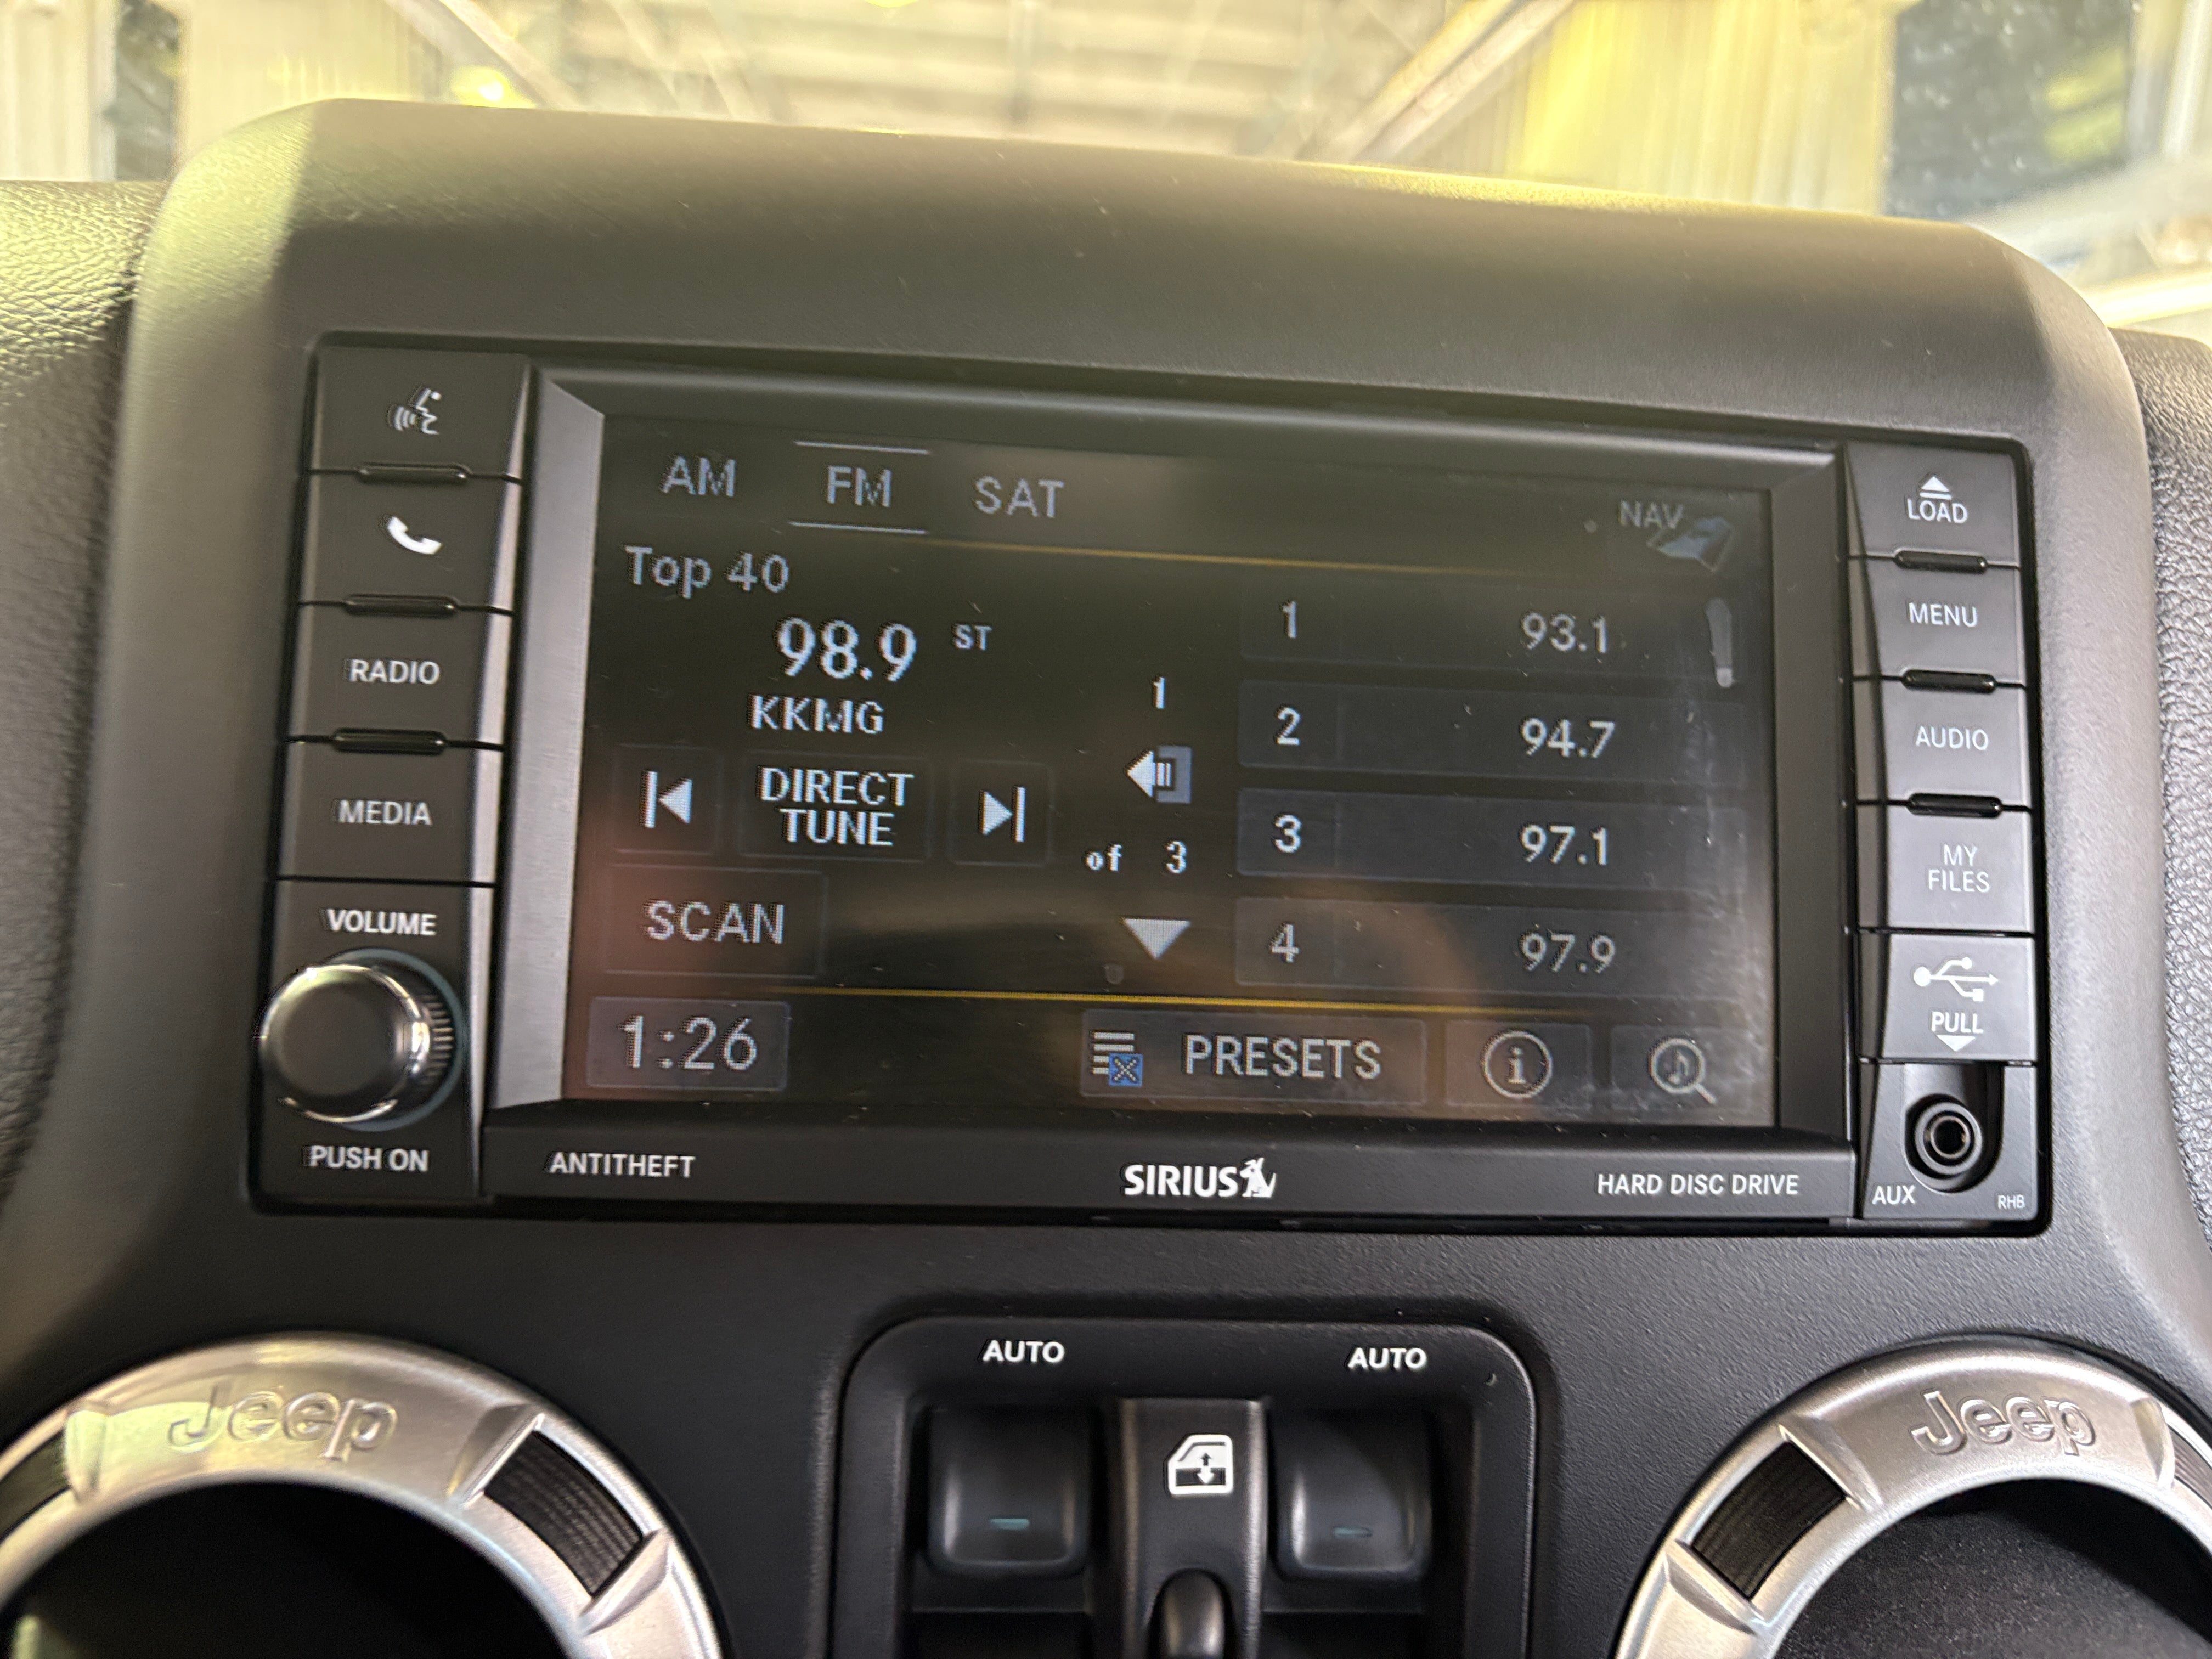 AM FM SAT
NAV
Top 40
98.9 ST
KKMG
DIRECT
TUNE
SCAN
1
of 3
1 93.1
2 94.7
3 97.1
4 97.9
1:26
PRESETS
i
RADIO
MEDIA
VOLUME
PUSH ON
LOAD
MENU
AUDIO
MY
FILES
PULL
AUX
RHB
ANTITHEFT
SIRIUS
HARD DISC DRIVE
AUTO
AUTO
Jeep
Jeep